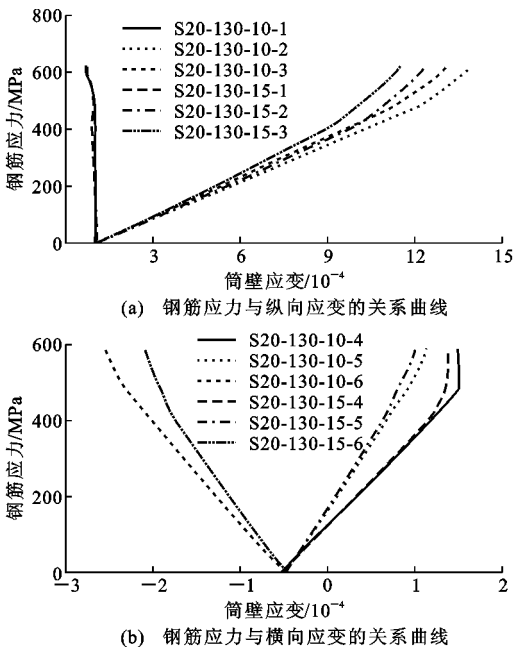 800
600
400
200
0
钢筋应力/MPa
S20-130-10-1
S20-130-10-2
S20-130-10-3
S20-130-15-1
S20-130-15-2
S20-130-15-3
3 6 9 12 15
筒壁应变/10⁻⁴
(a) 钢筋应力与纵向应变的关系曲线
600
400
200
0
钢筋应力/MPa
S20-130-10-4
S20-130-10-5
S20-130-10-6
S20-130-15-4
S20-130-15-5
S20-130-15-6
−3 −2 −1 0 1 2
筒壁应变/10⁻⁴
(b) 钢筋应力与横向应变的关系曲线